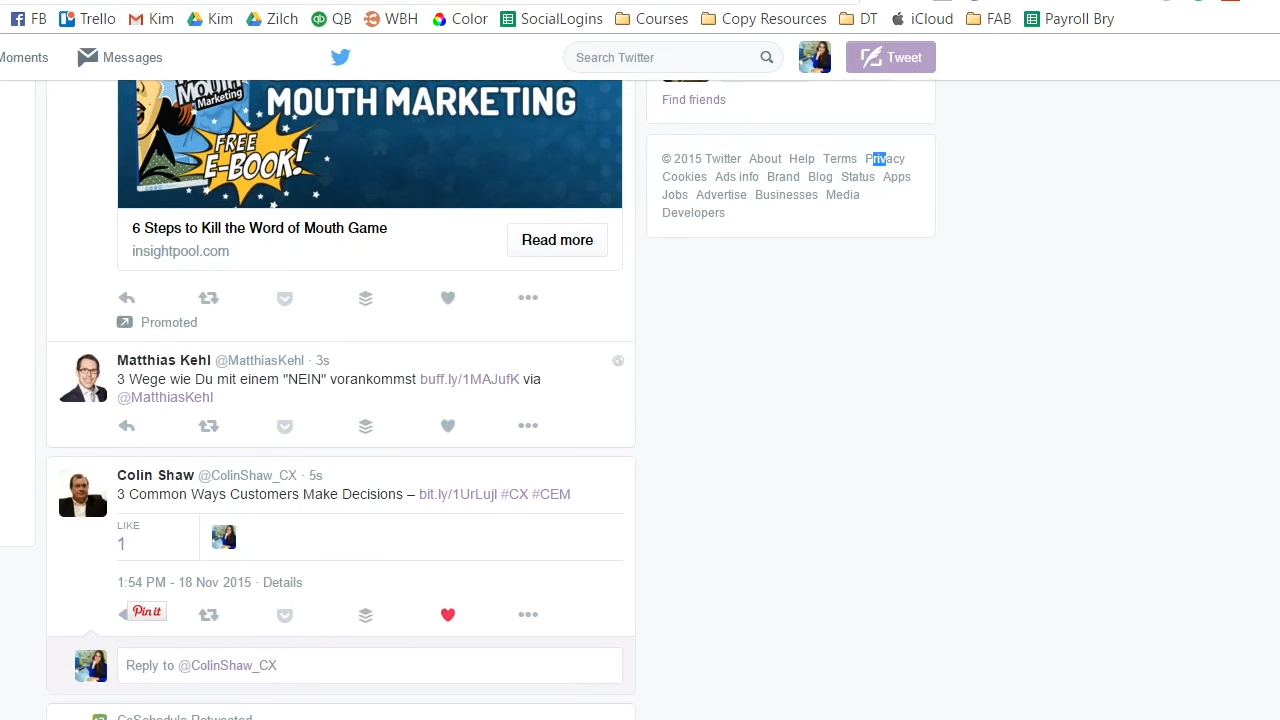 FB Trello Kim Kim Zilch QB WBH Color SocialLogins Courses Copy Resources DT iCloud FAB Payroll Bry
Moments Messages Search Twitter Tweet
Mouth
Marketing
MOUTH MARKETING
FREE
E-BOOK!
6 Steps to Kill the Word of Mouth Game
insightpool.com
Read more
Promoted
Matthias Kehl @MatthiasKehl · 3s
3 Wege wie Du mit einem "NEIN" vorankommst buff.ly/1MAJufK via
@MatthiasKehl
Colin Shaw @ColinShaw_CX · 5s
3 Common Ways Customers Make Decisions – bit.ly/1UrLujI #CX #CEM
LIKE
1
1:54 PM - 18 Nov 2015 · Details
Pin it
Reply to @ColinShaw_CX
CoSchedule Retweeted
Find friends
© 2015 Twitter About Help Terms Privacy
Cookies Ads info Brand Blog Status Apps
Jobs Advertise Businesses Media
Developers